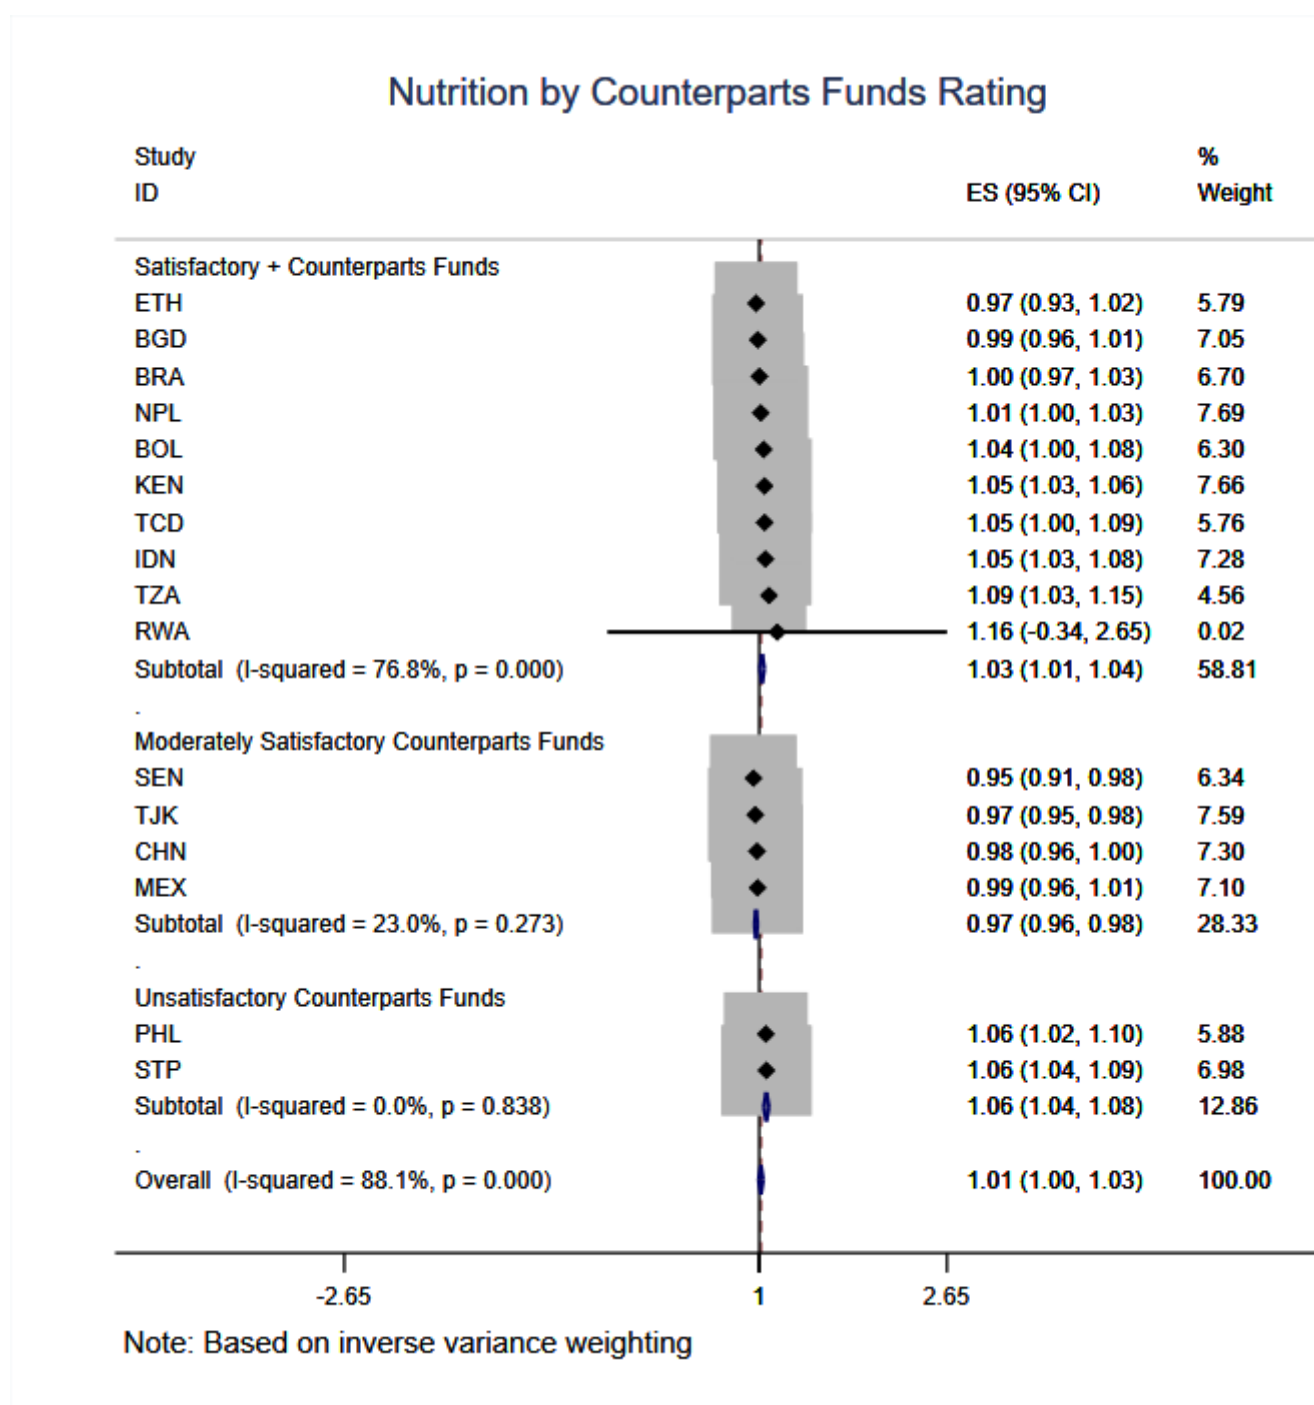 Nutrition by Counterparts Funds Rating
Study %
ID ES (95% CI) Weight
Satisfactory + Counterparts Funds
ETH 0.97 (0.93, 1.02) 5.79
BGD 0.99 (0.96, 1.01) 7.05
BRA 1.00 (0.97, 1.03) 6.70
NPL 1.01 (1.00, 1.03) 7.69
BOL 1.04 (1.00, 1.08) 6.30
KEN 1.05 (1.03, 1.06) 7.66
TCD 1.05 (1.00, 1.09) 5.76
IDN 1.05 (1.03, 1.08) 7.28
TZA 1.09 (1.03, 1.15) 4.56
RWA 1.16 (-0.34, 2.65) 0.02
Subtotal (I-squared = 76.8%, p = 0.000) 1.03 (1.01, 1.04) 58.81
.
Moderately Satisfactory Counterparts Funds
SEN 0.95 (0.91, 0.98) 6.34
TJK 0.97 (0.95, 0.98) 7.59
CHN 0.98 (0.96, 1.00) 7.30
MEX 0.99 (0.96, 1.01) 7.10
Subtotal (I-squared = 23.0%, p = 0.273) 0.97 (0.96, 0.98) 28.33
.
Unsatisfactory Counterparts Funds
PHL 1.06 (1.02, 1.10) 5.88
STP 1.06 (1.04, 1.09) 6.98
Subtotal (I-squared = 0.0%, p = 0.838) 1.06 (1.04, 1.08) 12.86
.
Overall (I-squared = 88.1%, p = 0.000) 1.01 (1.00, 1.03) 100.00
-2.65 1 2.65
Note: Based on inverse variance weighting